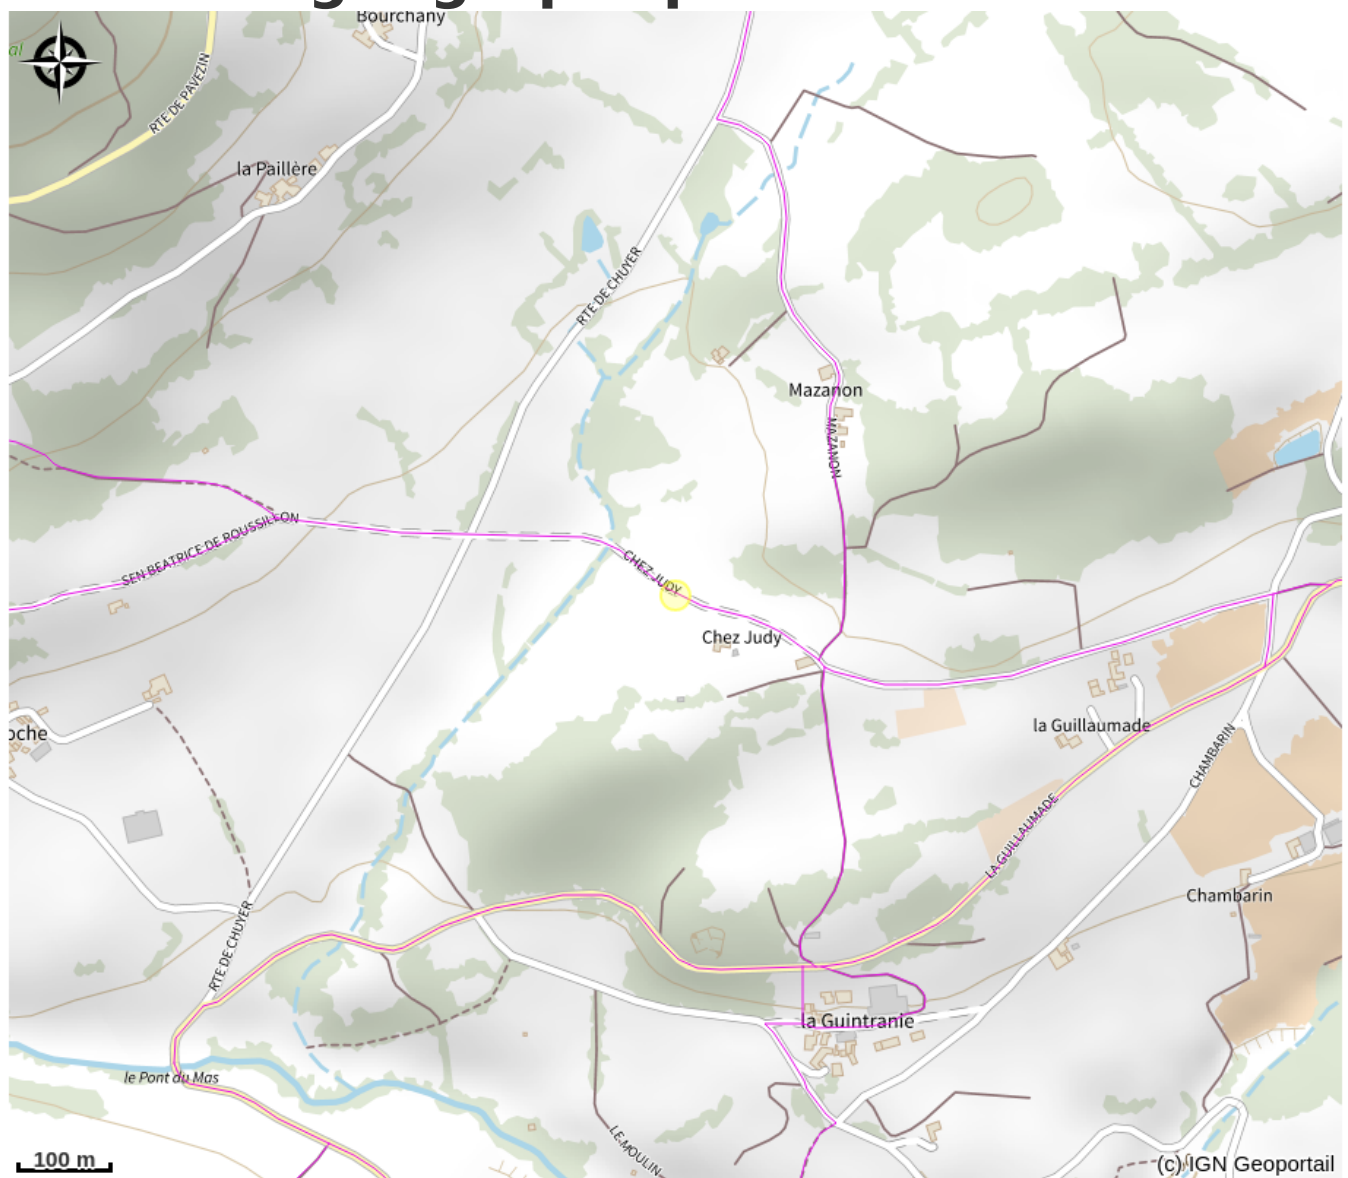 Bourchany
al
RTE DE PAVEZIN
la Paillère
RTE DE CHUYER
Mazanon
MAZANON
SEN BEATRICE DE ROUSSILLON
CHEZ JUDY
Chez Judy
oche
la Guillaumade
CHAMBARIN
LA GUILLAUMADE
Chambarin
RTE DE CHUYER
la Guintranie
le Pont du Mas
LE MOULIN
100 m
(c) IGN Geoportail